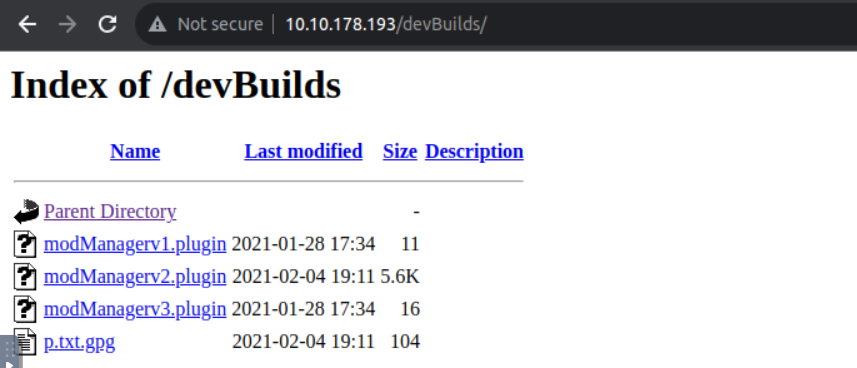 Not secure | 10.10.178.193/devBuilds/
Index of /devBuilds
Name Last modified Size Description
Parent Directory -
modManagerv1.plugin 2021-01-28 17:34 11
modManagerv2.plugin 2021-02-04 19:11 5.6K
modManagerv3.plugin 2021-01-28 17:34 16
p.txt.gpg 2021-02-04 19:11 104